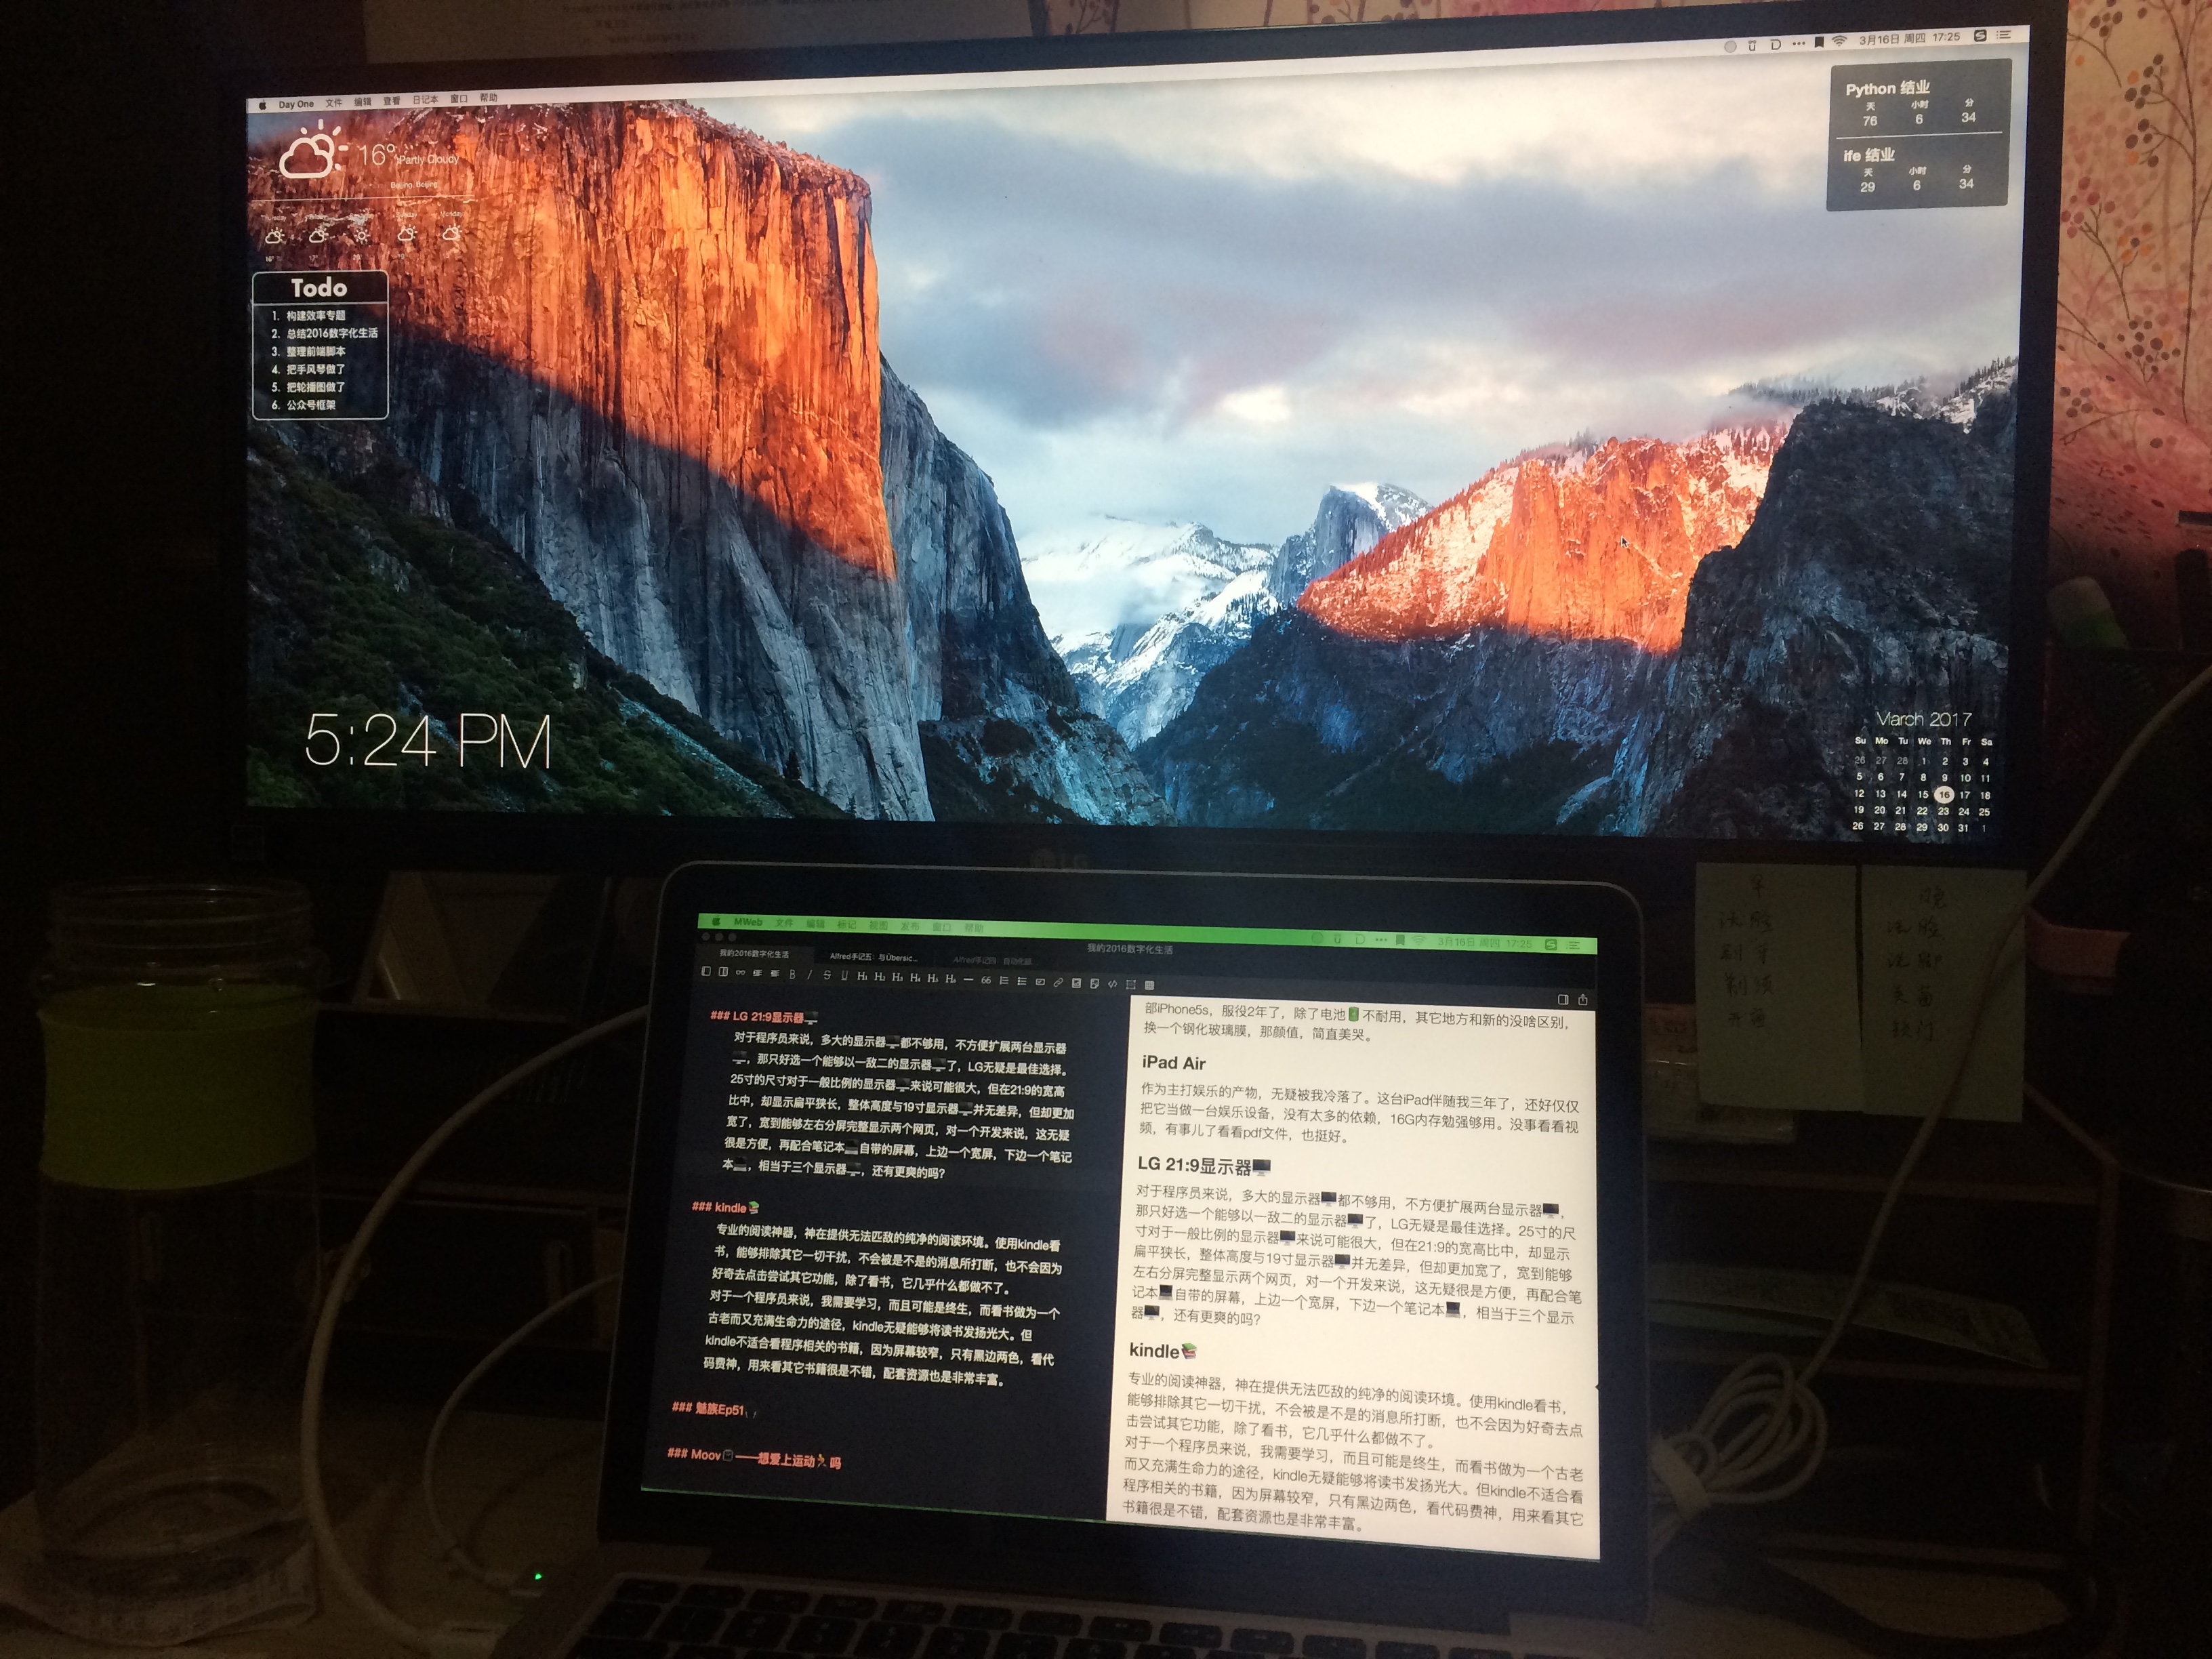 Day One 文件 编辑 查看 日记本 窗口 帮助
3月16日 周四 17:25
16° Partly Cloudy
Beijing, Beijing
Sunday Monday
Todo
1. 构建效率专题
2. 总结2016数字化生活
3. 整理前端脚本
4. 把手风琴做了
5. 把轮播图做了
6. 公众号框架
Python 结业
天 小时 分
76 6 34
ife 结业
天 小时 分
29 6 34
5:24 PM
March 2017
Su Mo Tu We Th Fr Sa
26 27 28 1 2 3 4
5 6 7 8 9 10 11
12 13 14 15 16 17 18
19 20 21 22 23 24 25
26 27 28 29 30 31 1
LG
MWeb 文件 编辑 标记 视图 发布 窗口 帮助
3月16日 周四 17:25
我的2016数字化生活
我的2016数字化生活 Alfred手记五：与Übersic...
### LG 21:9显示器🖥
对于程序员来说，多大的显示器🖥都不够用，不方便扩展两台显示器
🖥，那只好选一个能够以一敌二的显示器🖥了，LG无疑是最佳选择。
25寸的尺寸对于一般比例的显示器🖥来说可能很大，但在21:9的宽高
比中，却显示扁平狭长，整体高度与19寸显示器🖥并无差异，但却更加
宽了，宽到能够左右分屏完整显示两个网页，对一个开发来说，这无疑
很是方便，再配合笔记本💻自带的屏幕，上边一个宽屏，下边一个笔记
本💻，相当于三个显示器🖥，还有更爽的吗？
### kindle📚
专业的阅读神器，神在提供无法匹敌的纯净的阅读环境。使用kindle看
书，能够排除其它一切干扰，不会被是不是的消息所打断，也不会因为
好奇去点击尝试其它功能，除了看书，它几乎什么都做不了。
对于一个程序员来说，我需要学习，而且可能是终生，而看书做为一个
古老而又充满生命力的途径，kindle无疑能够将读书发扬光大。但
kindle不适合看程序相关的书籍，因为屏幕较窄，只有黑边两色，看代
码费神，用来看其它书籍很是不错，配套资源也是非常丰富。
### 魅族Ep51
### Moov⌚——想爱上运动🏃吗
部iPhone5s，服役2年了，除了电池🔋不耐用，其它地方和新的没啥区别，
换一个钢化玻璃膜，那颜值，简直美哭。
iPad Air
作为主打娱乐的产物，无疑被我冷落了。这台iPad伴随我三年了，还好仅仅
把它当做一台娱乐设备，没有太多的依赖，16G内存勉强够用。没事看看视
频，有事儿了看看pdf文件，也挺好。
LG 21:9显示器🖥
对于程序员来说，多大的显示器🖥都不够用，不方便扩展两台显示器🖥，
那只好选一个能够以一敌二的显示器🖥了，LG无疑是最佳选择。25寸的尺
寸对于一般比例的显示器🖥来说可能很大，但在21:9的宽高比中，却显示
扁平狭长，整体高度与19寸显示器🖥并无差异，但却更加宽了，宽到能够
左右分屏完整显示两个网页，对一个开发来说，这无疑很是方便，再配合笔
记本💻自带的屏幕，上边一个宽屏，下边一个笔记本💻，相当于三个显示
器🖥，还有更爽的吗？
kindle📚
专业的阅读神器，神在提供无法匹敌的纯净的阅读环境。使用kindle看书，
能够排除其它一切干扰，不会被是不是的消息所打断，也不会因为好奇去点
击尝试其它功能，除了看书，它几乎什么都做不了。
对于一个程序员来说，我需要学习，而且可能是终生，而看书做为一个古老
而又充满生命力的途径，kindle无疑能够将读书发扬光大。但kindle不适合看
程序相关的书籍，因为屏幕较窄，只有黑边两色，看代码费神，用来看其它
书籍很是不错，配套资源也是非常丰富。
早
洗脸
刷牙
晚
洗脸
洗脚